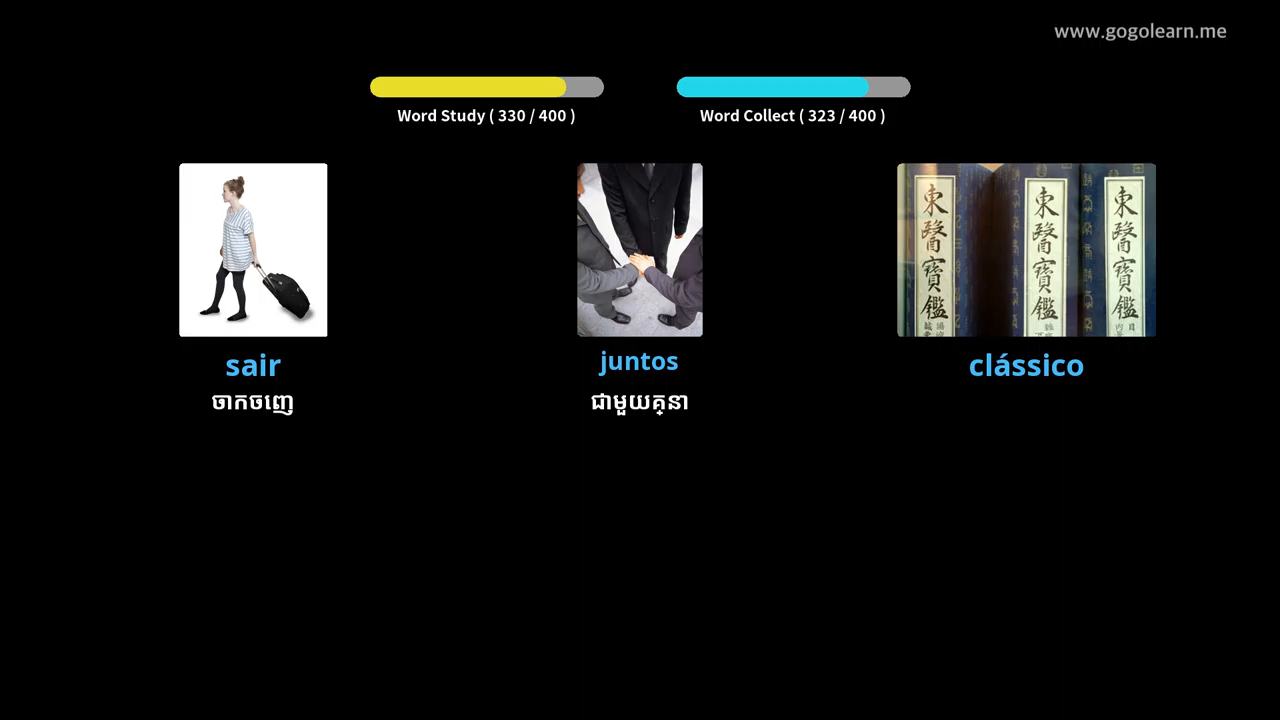 www.gogolearn.me
Word Study ( 330 / 400 )
Word Collect ( 323 / 400 )
東醫寶鑑
東醫寶鑑
東醫寶鑑
sair
juntos
clássico
ចាកចញេ
ជាមួយគ្នា